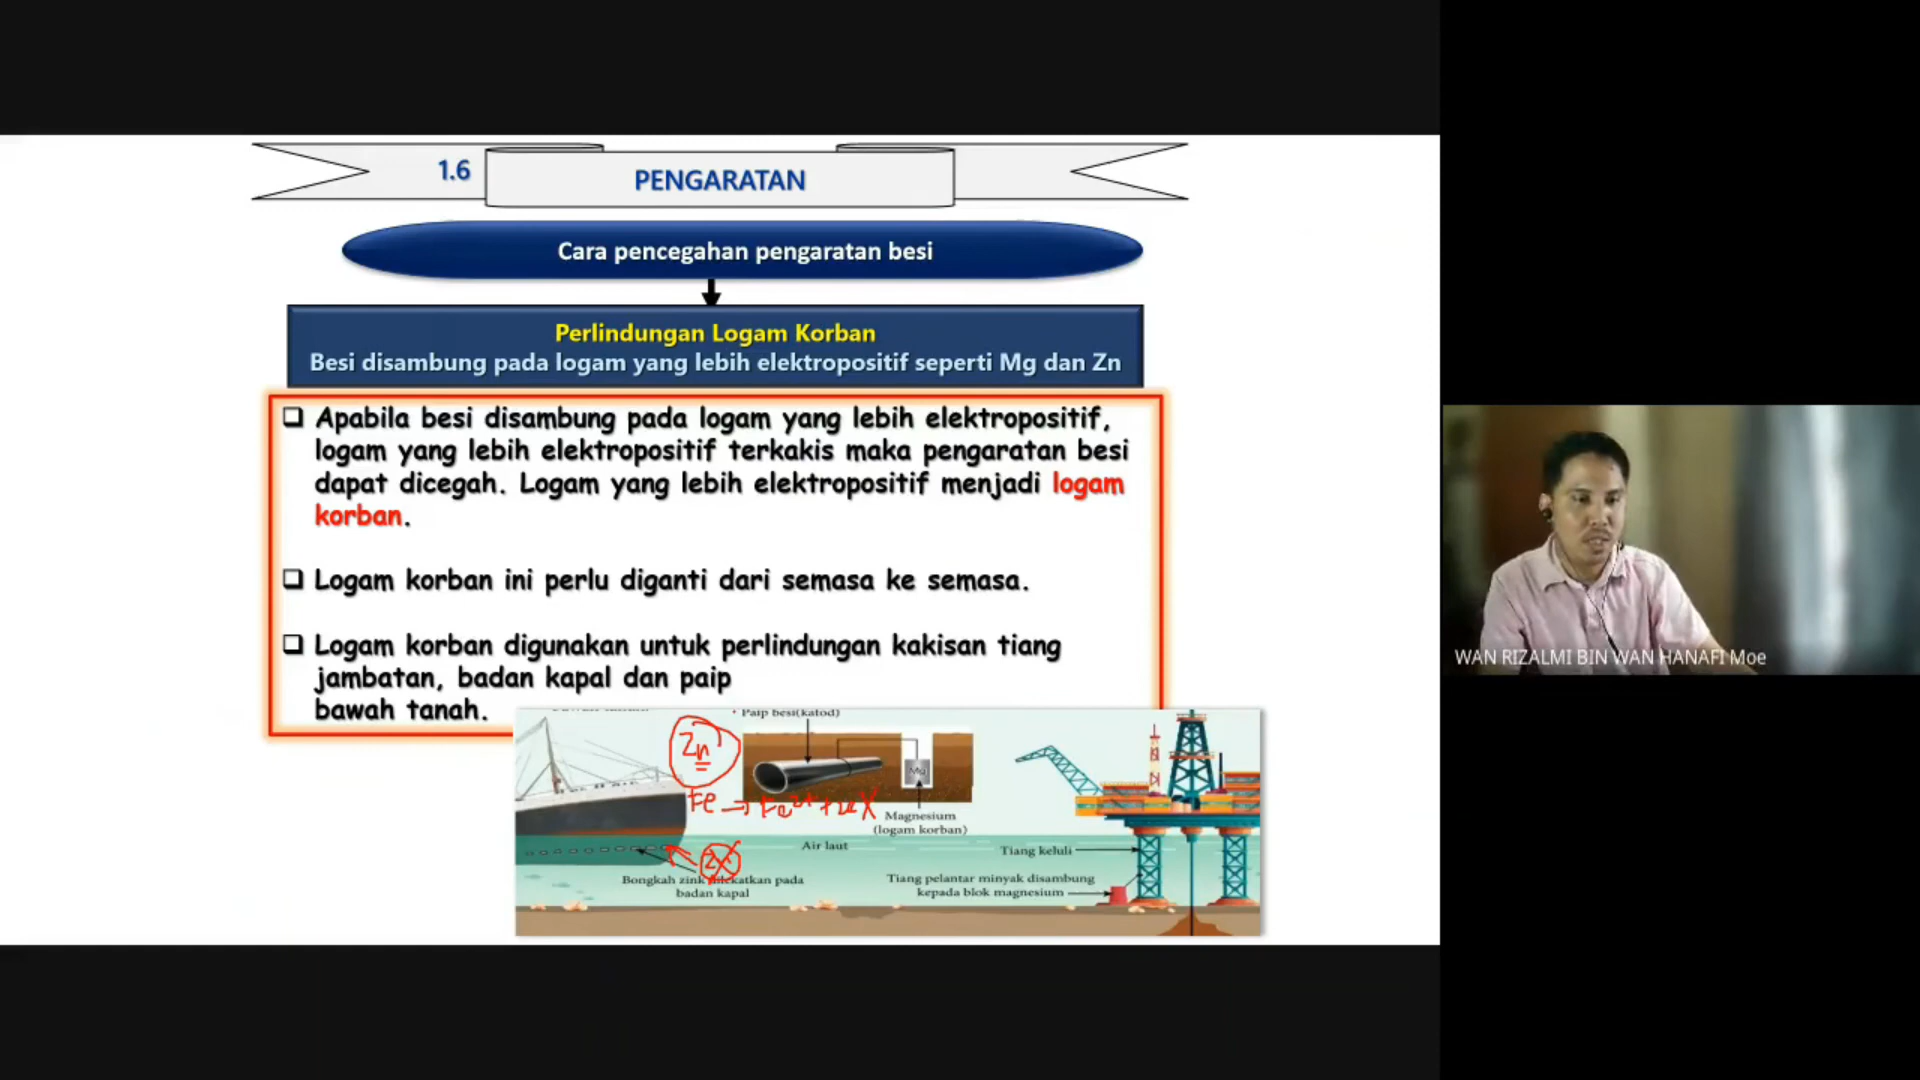 1.6
PENGARATAN
Cara pencegahan pengaratan besi
Perlindungan Logam Korban
Besi disambung pada logam yang lebih elektropositif seperti Mg dan Zn
❑ Apabila besi disambung pada logam yang lebih elektropositif,
logam yang lebih elektropositif terkakis maka pengaratan besi
dapat dicegah. Logam yang lebih elektropositif menjadi logam
korban.
❑ Logam korban ini perlu diganti dari semasa ke semasa.
❑ Logam korban digunakan untuk perlindungan kakisan tiang
jambatan, badan kapal dan paip
bawah tanah.
• Paip besi(katod)
Zn
Mg
Fe → Fe²⁺ + 2e X
Magnesium
(logam korban)
Air laut
Tiang keluli
Bongkah zink dilekatkan pada
badan kapal
Tiang pelantar minyak disambung
kepada blok magnesium
WAN RIZALMI BIN WAN HANAFI Moe